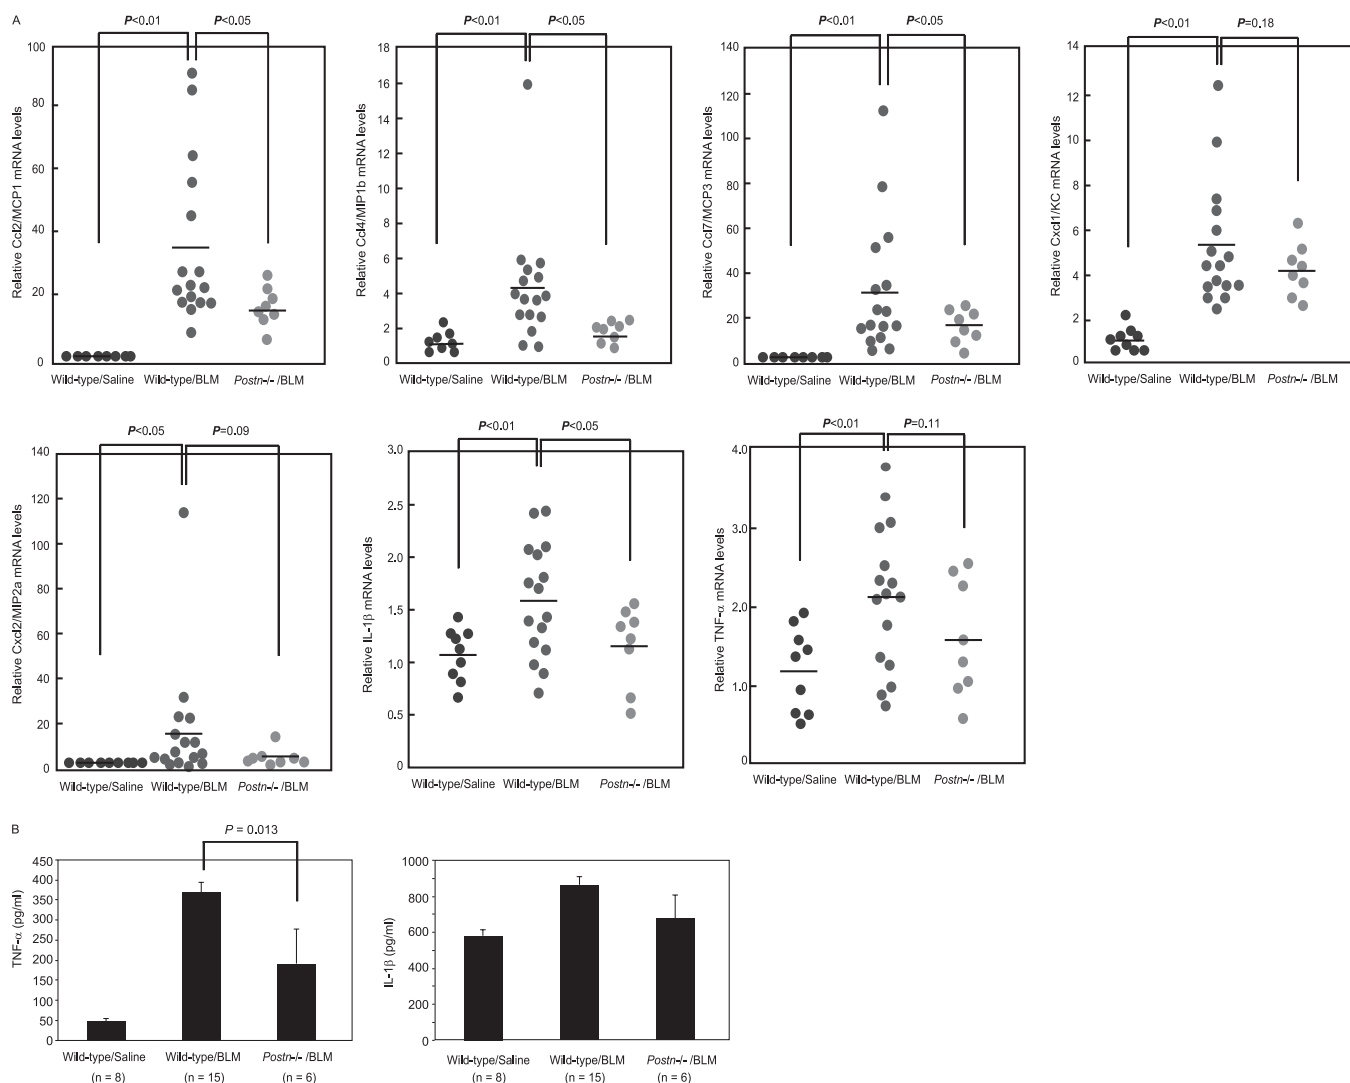 A
P<0.01 P<0.05
Relative Ccl2/MCP1 mRNA levels
100
80
60
40
20
0
Wild-type/Saline Wild-type/BLM Postn-/- /BLM
P<0.01 P<0.05
Relative Ccl4/MIP1b mRNA levels
18
16
14
12
10
8
6
4
2
0
Wild-type/Saline Wild-type/BLM Postn-/- /BLM
P<0.01 P<0.05
Relative Ccl7/MCP3 mRNA levels
140
120
100
80
60
40
20
0
Wild-type/Saline Wild-type/BLM Postn-/- /BLM
P<0.01 P=0.18
Relative Cxcl1/KC mRNA levels
14
12
10
8
6
4
2
0
Wild-type/Saline Wild-type/BLM Postn-/- /BLM
P<0.05 P=0.09
Relative Cxcl2/MIP2a mRNA levels
140
120
100
80
60
40
20
0
Wild-type/Saline Wild-type/BLM Postn-/- /BLM
P<0.01 P<0.05
Relative IL-1β mRNA levels
3.0
2.5
2.0
1.5
1.0
0.5
0
Wild-type/Saline Wild-type/BLM Postn-/- /BLM
P<0.01 P=0.11
Relative TNF-α mRNA levels
4.0
3.0
2.0
1.0
0.0
Wild-type/Saline Wild-type/BLM Postn-/- /BLM
B
P = 0.013
TNF-α (pg/ml)
450
400
350
300
250
200
150
100
50
0
Wild-type/Saline Wild-type/BLM Postn-/- /BLM
(n = 8) (n = 15) (n = 6)
IL-1β (pg/ml)
1000
800
600
400
200
0
Wild-type/Saline Wild-type/BLM Postn-/- /BLM
(n = 8) (n = 15) (n = 6)